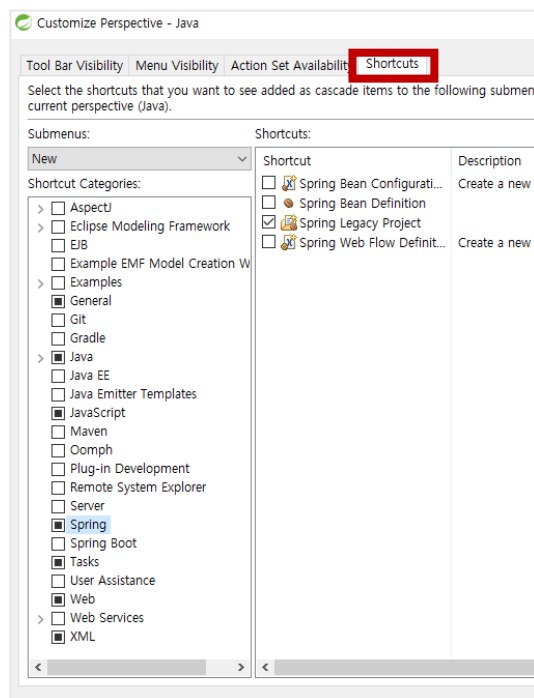 Customize Perspective - Java
Tool Bar Visibility Menu Visibility Action Set Availability Shortcuts
Select the shortcuts that you want to see added as cascade items to the following submen
current perspective (Java).
Submenus:
New
Shortcut Categories:
AspectJ
Eclipse Modeling Framework
EJB
Example EMF Model Creation W
Examples
General
Git
Gradle
Java
Java EE
Java Emitter Templates
JavaScript
Maven
Oomph
Plug-in Development
Remote System Explorer
Server
Spring
Spring Boot
Tasks
User Assistance
Web
Web Services
XML
Shortcuts:
Shortcut Description
Spring Bean Configurati... Create a new
Spring Bean Definition
Spring Legacy Project
Spring Web Flow Definit... Create a new